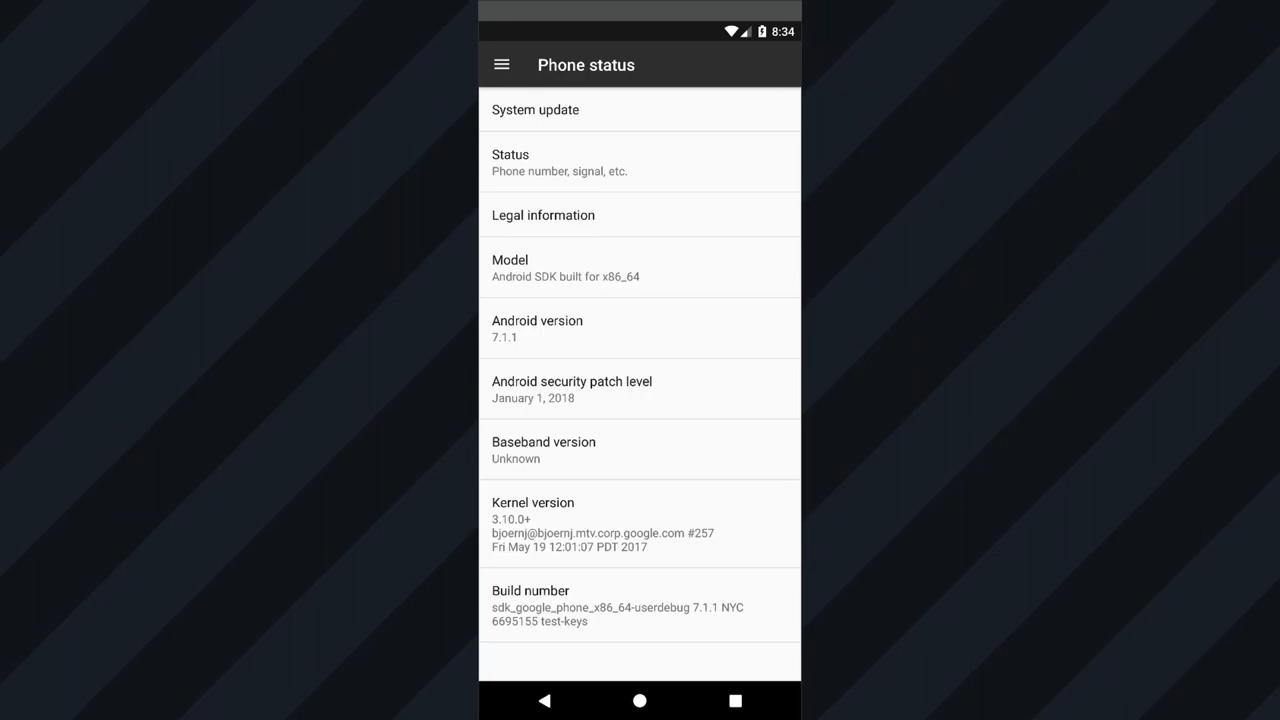 8:34
Phone status
System update
Status
Phone number, signal, etc.
Legal information
Model
Android SDK built for x86_64
Android version
7.1.1
Android security patch level
January 1, 2018
Baseband version
Unknown
Kernel version
3.10.0+
bjoernj@bjoernj.mtv.corp.google.com #257
Fri May 19 12:01:07 PDT 2017
Build number
sdk_google_phone_x86_64-userdebug 7.1.1 NYC
6695155 test-keys